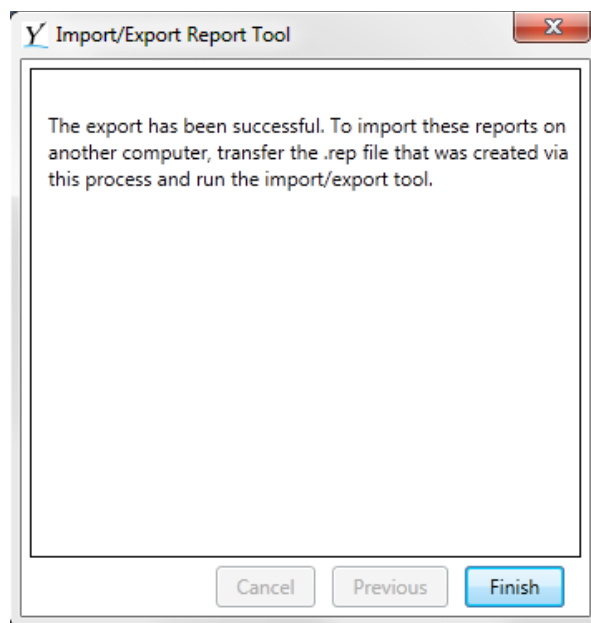 Import/Export Report Tool
The export has been successful. To import these reports on
another computer, transfer the .rep file that was created via
this process and run the import/export tool.
Cancel Previous Finish